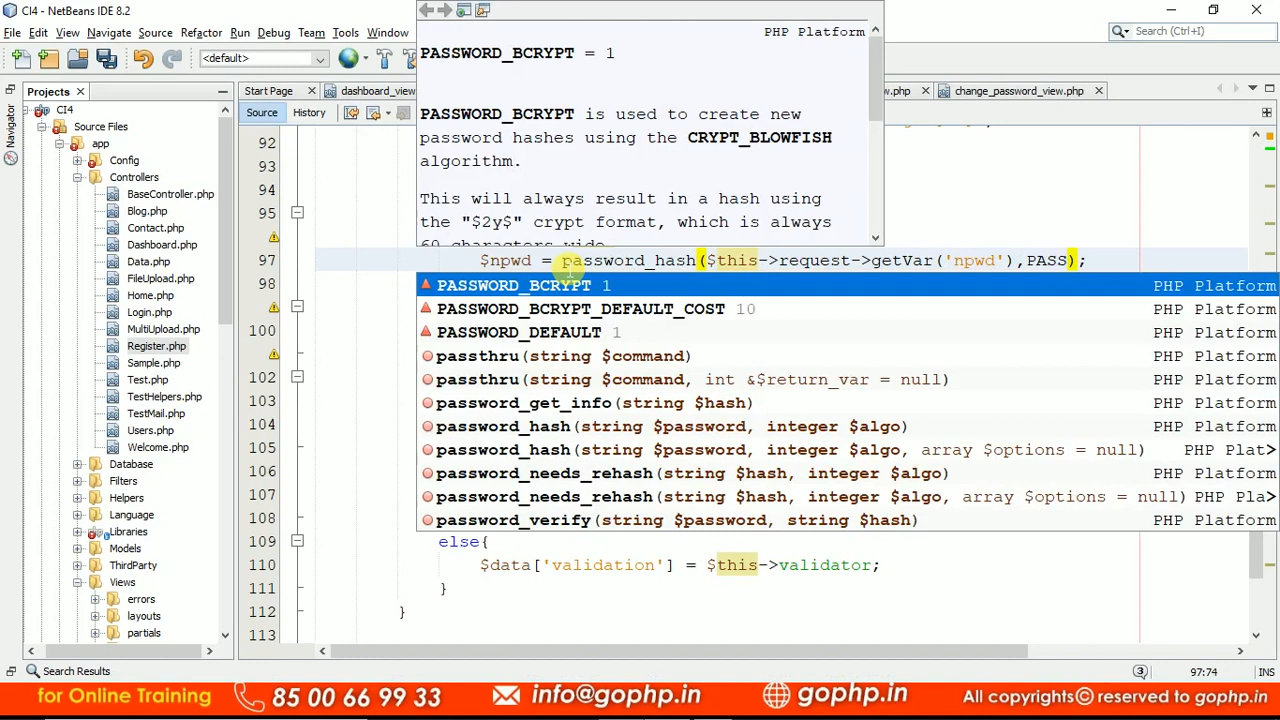 CI4 - NetBeans IDE 8.2
File Edit View Navigate Source Refactor Run Debug Team Tools Window
Search (Ctrl+I)
<default>
Projects
Start Page
dashboard_view
.php
change_password_view.php
Source History
Navigator
CI4
Source Files
app
Config
Controllers
BaseController.php
Blog.php
Contact.php
Dashboard.php
Data.php
FileUpload.php
Home.php
Login.php
MultiUpload.php
Register.php
Sample.php
Test.php
TestHelpers.php
TestMail.php
Users.php
Welcome.php
Database
Filters
Helpers
Language
Libraries
Models
ThirdParty
Views
errors
layouts
partials
PHP Platform
PASSWORD_BCRYPT = 1
PASSWORD_BCRYPT is used to create new
password hashes using the CRYPT_BLOWFISH
algorithm.
This will always result in a hash using
the "$2y$" crypt format, which is always
60 characters wide
92
93
94
95
97 $npwd = password_hash($this->request->getVar('npwd'),PASS);
98
100
102
103
104
105
106
107
108
PASSWORD_BCRYPT 1 PHP Platform
PASSWORD_BCRYPT_DEFAULT_COST 10 PHP Platform
PASSWORD_DEFAULT 1 PHP Platform
passthru(string $command) PHP Platform
passthru(string $command, int &$return_var = null) PHP Platform
password_get_info(string $hash) PHP Platform
password_hash(string $password, integer $algo) PHP Platform
password_hash(string $password, integer $algo, array $options = null) PHP Plat>
password_needs_rehash(string $hash, integer $algo) PHP Platform
password_needs_rehash(string $hash, integer $algo, array $options = null) PHP Pla>
password_verify(string $password, string $hash) PHP Platform
109 else{
110 $data['validation'] = $this->validator;
111 }
112 }
113
Search Results
3
97:74
INS
for Online Training 85 00 66 99 33 info@gophp.in gophp.in All copyrights© reserved to gophp.in